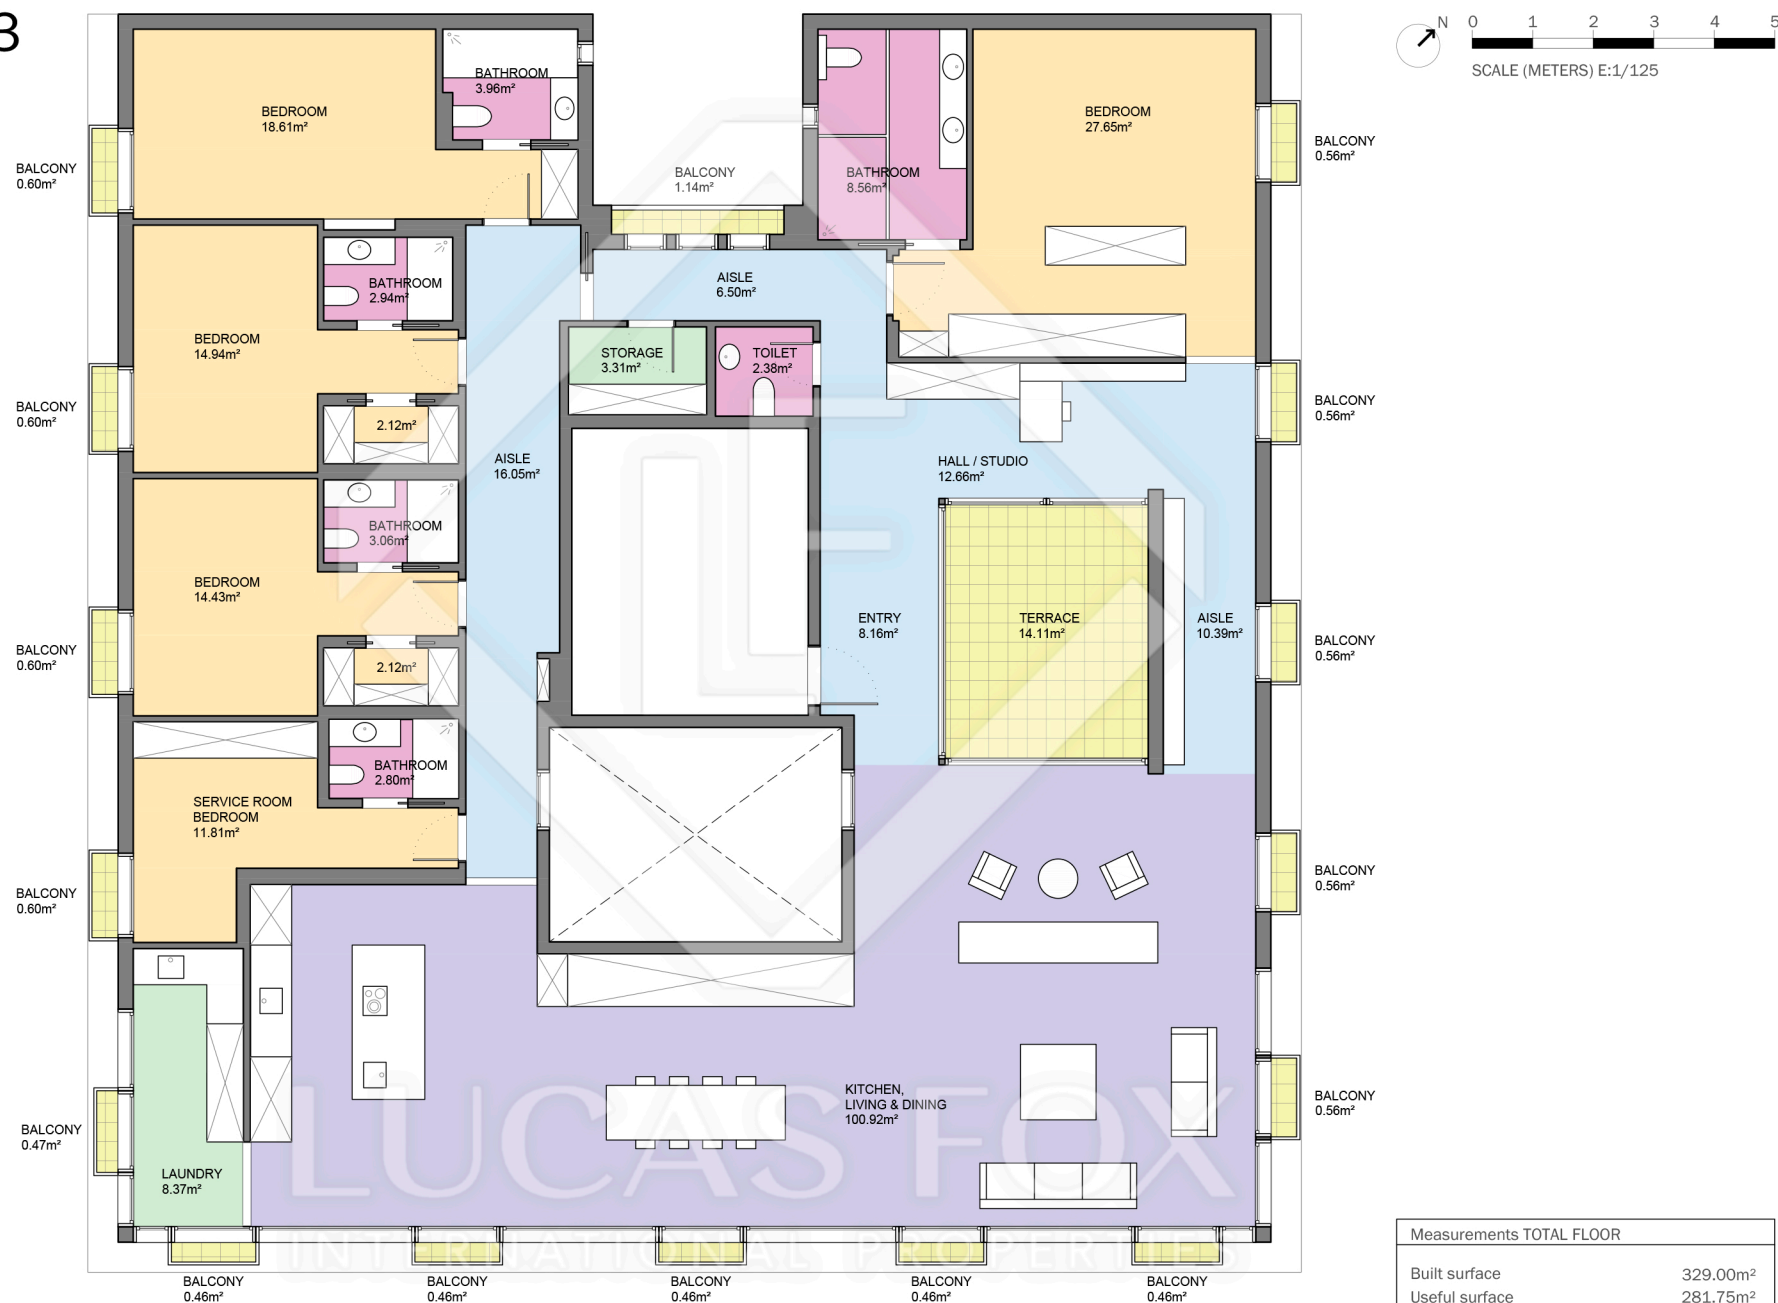 3
N
0 1 2 3 4 5
SCALE (METERS) E:1/125
BATHROOM
3.96m²
BEDROOM
18.61m²
BEDROOM
27.65m²
BALCONY
0.60m²
BALCONY
1.14m²
BATHROOM
8.56m²
BALCONY
0.56m²
BATHROOM
2.94m²
AISLE
6.50m²
BEDROOM
14.94m²
STORAGE
3.31m²
TOILET
2.38m²
BALCONY
0.60m²
2.12m²
BALCONY
0.56m²
AISLE
16.05m²
HALL / STUDIO
12.66m²
BATHROOM
3.06m²
BEDROOM
14.43m²
ENTRY
8.16m²
TERRACE
14.11m²
AISLE
10.39m²
BALCONY
0.60m²
2.12m²
BALCONY
0.56m²
BATHROOM
2.80m²
SERVICE ROOM
BEDROOM
11.81m²
BALCONY
0.60m²
BALCONY
0.56m²
KITCHEN,
LIVING & DINING
100.92m²
BALCONY
0.56m²
BALCONY
0.47m²
LAUNDRY
8.37m²
LUCAS FOX
INTERNATIONAL PROPERTIES
BALCONY
0.46m²
BALCONY
0.46m²
BALCONY
0.46m²
BALCONY
0.46m²
BALCONY
0.46m²
Measurements TOTAL FLOOR
Built surface 329.00m²
Useful surface 281.75m²